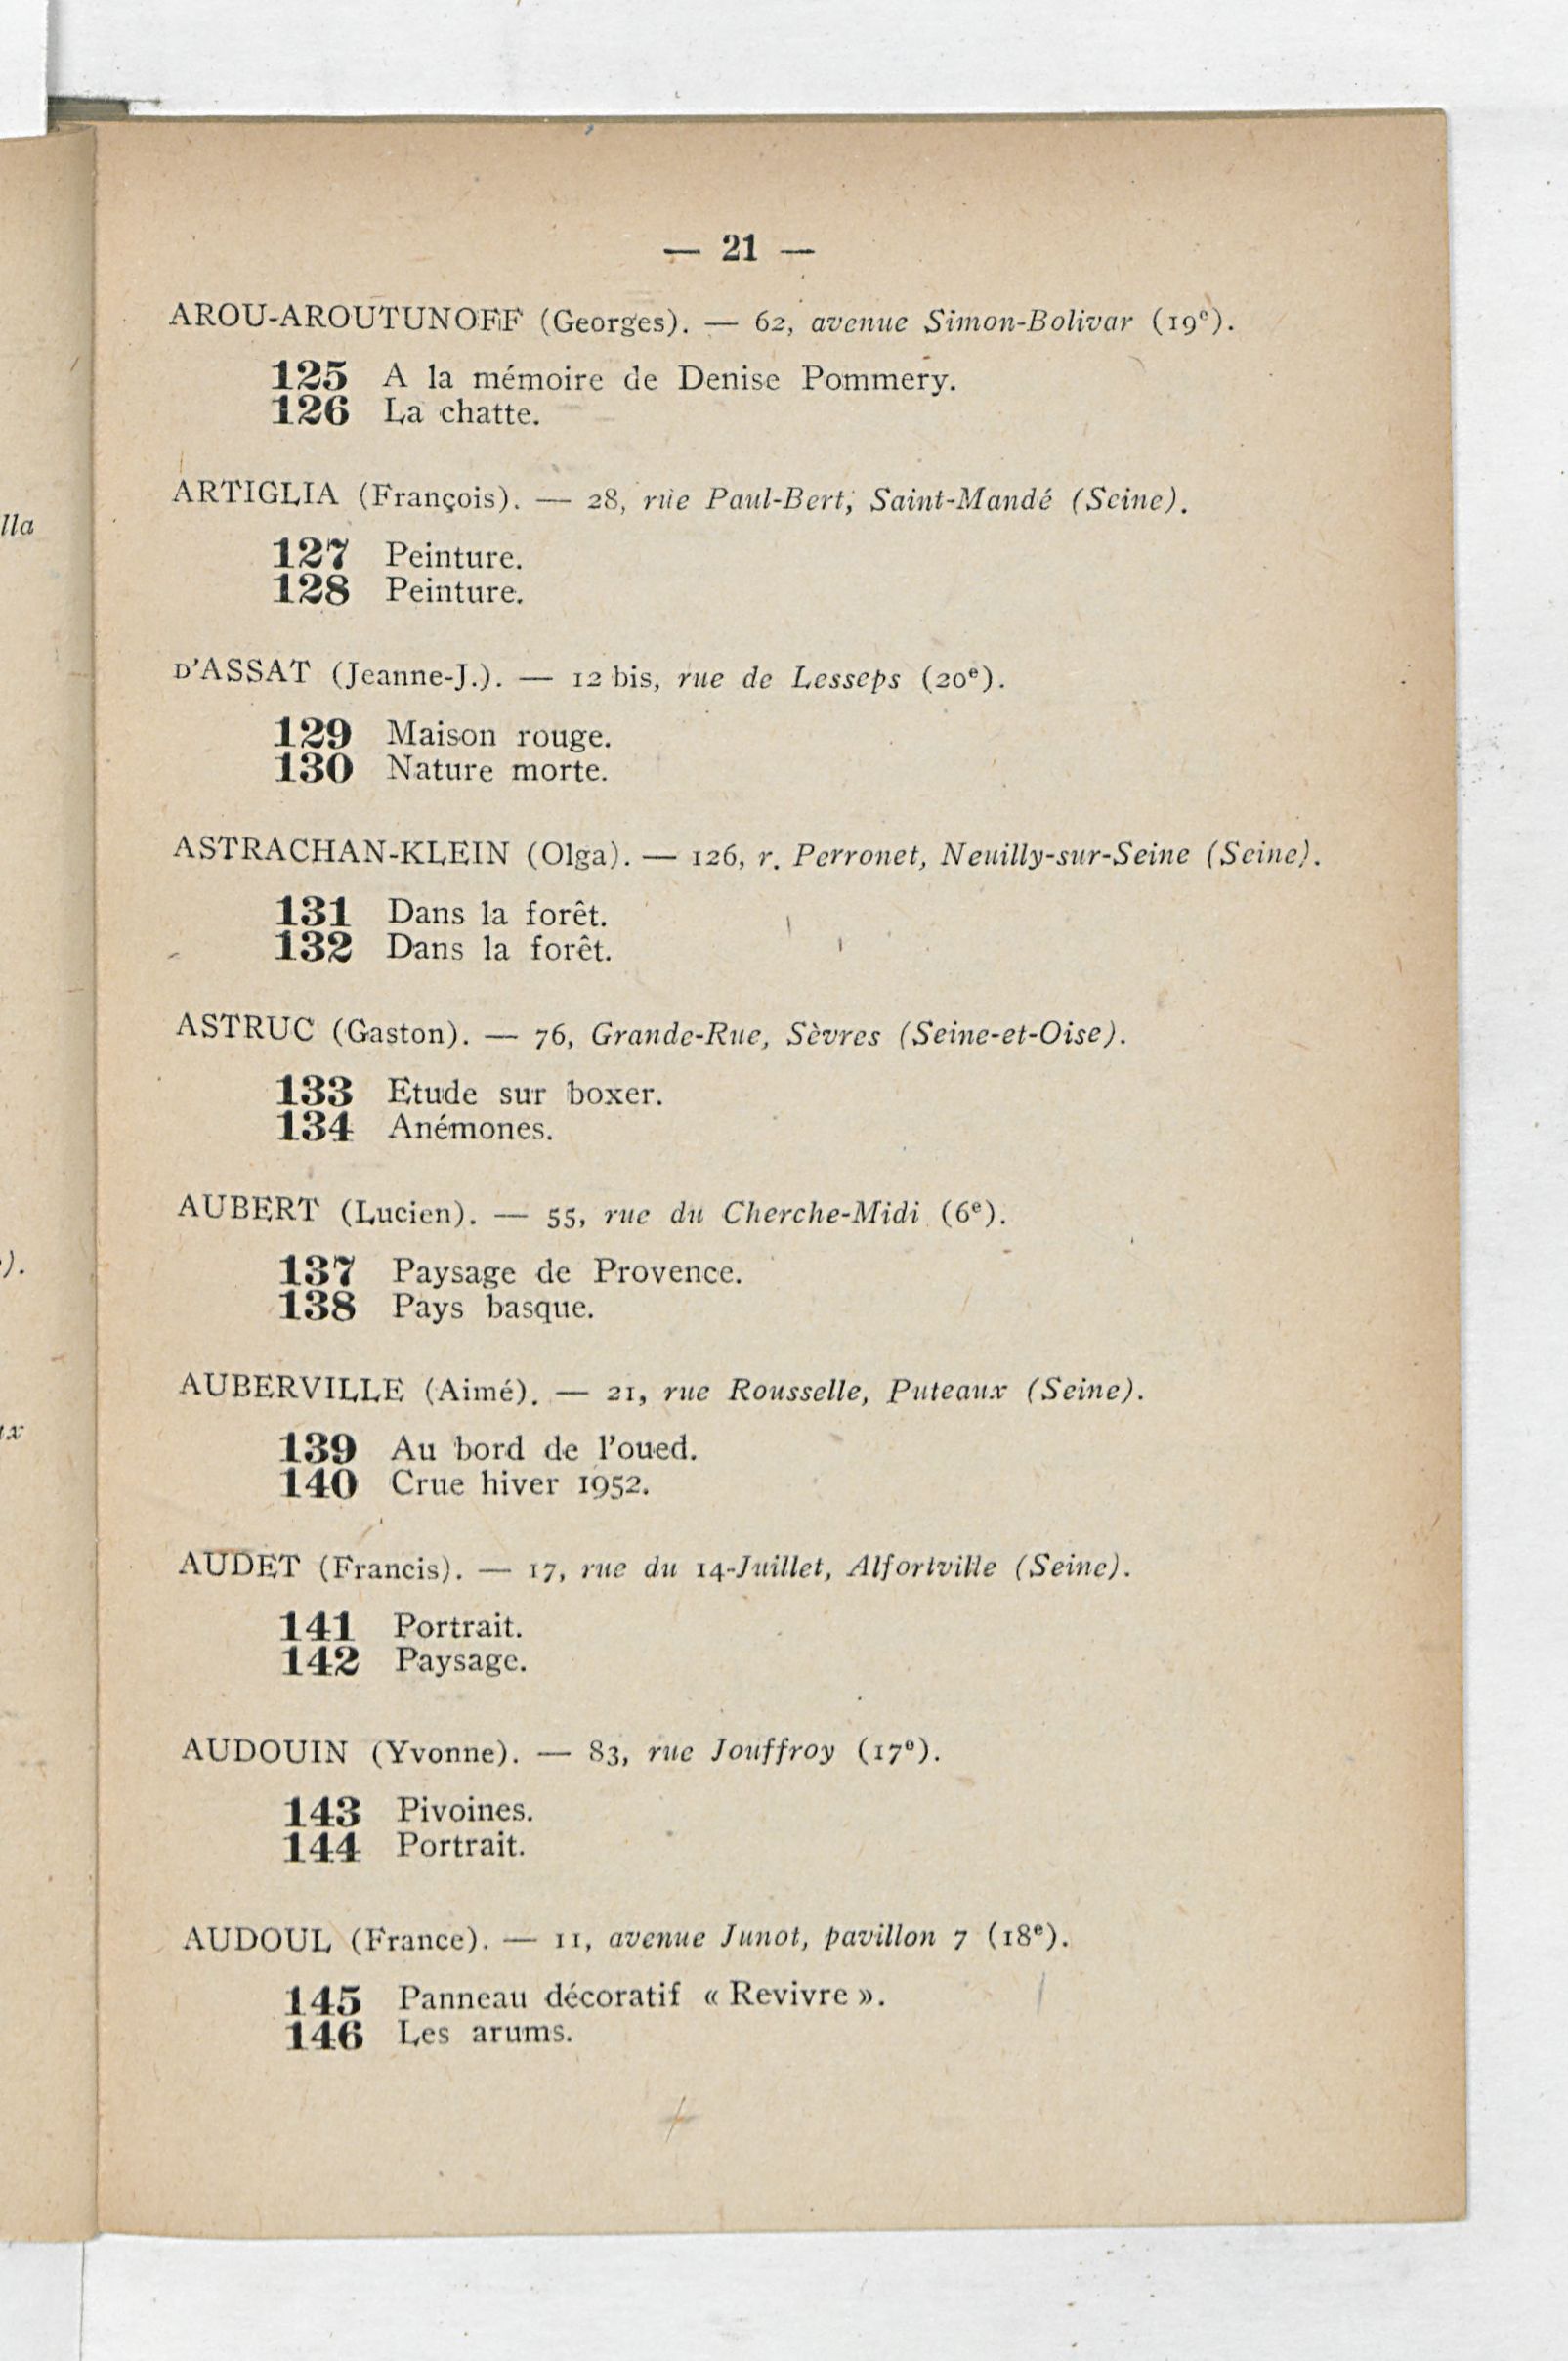 — 21 —
AROU-AROUTUNOFF (Georges). — 62, avenue Simon-Bolivar (19e).
125 A la mémoire de Denise Pommery.
126 La chatte.
ARTIGLIA (François). — 28, rue Paul-Bert, Saint-Mandé (Seine).
lla
127 Peinture.
128 Peinture.
D'ASSAT (Jeanne-J.). — 12 bis, rue de Lesseps (20e).
129 Maison rouge.
130 Nature morte.
ASTRACHAN-KLEIN (Olga). — 126, r. Perronet, Neuilly-sur-Seine (Seine).
131 Dans la forêt.
132 Dans la forêt.
ASTRUC (Gaston). — 76, Grande-Rue, Sèvres (Seine-et-Oise).
133 Etude sur boxer.
134 Anémones.
AUBERT (Lucien). — 55, rue du Cherche-Midi (6e).
).
137 Paysage de Provence.
138 Pays basque.
AUBERVILLE (Aimé). — 21, rue Rousselle, Puteaux (Seine).
ux
139 Au bord de l'oued.
140 Crue hiver 1952.
AUDET (Francis). — 17, rue du 14-Juillet, Alfortville (Seine).
141 Portrait.
142 Paysage.
AUDOUIN (Yvonne). — 83, rue Jouffroy (17e).
143 Pivoines.
144 Portrait.
AUDOUL (France). — 11, avenue Junot, pavillon 7 (18e).
145 Panneau décoratif « Revivre ».
146 Les arums.